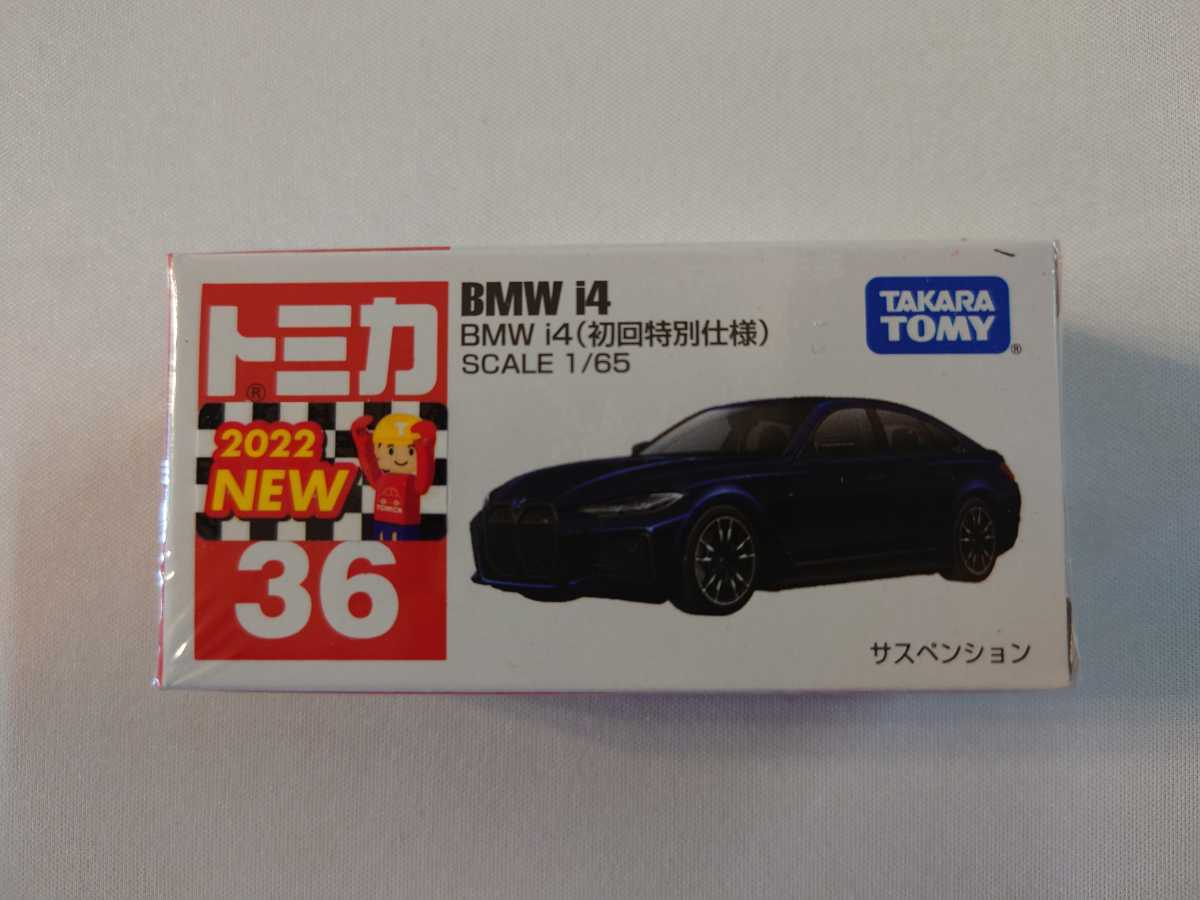 トミカ
®
2022
NEW
T
TOMICA
36
BMW i4
BMW i4(初回特別仕様)
SCALE 1/65
TAKARA
TOMY
®
サスペンション